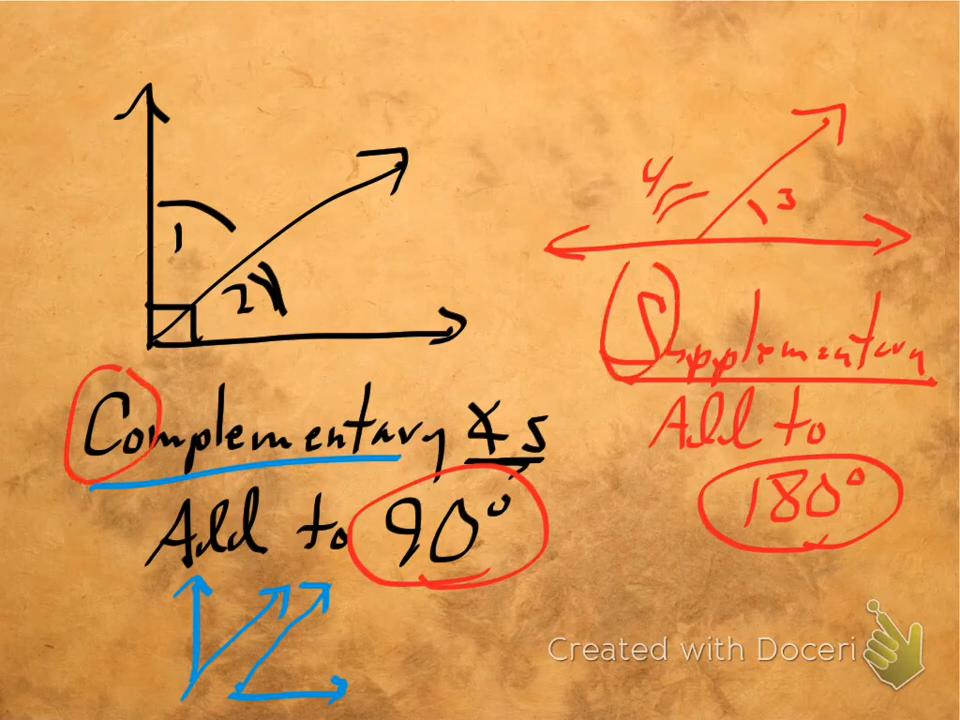 1
2
Complementary ∡s
Add to 90°
4
3
Supplementary
Add to
180°
Created with Doceri